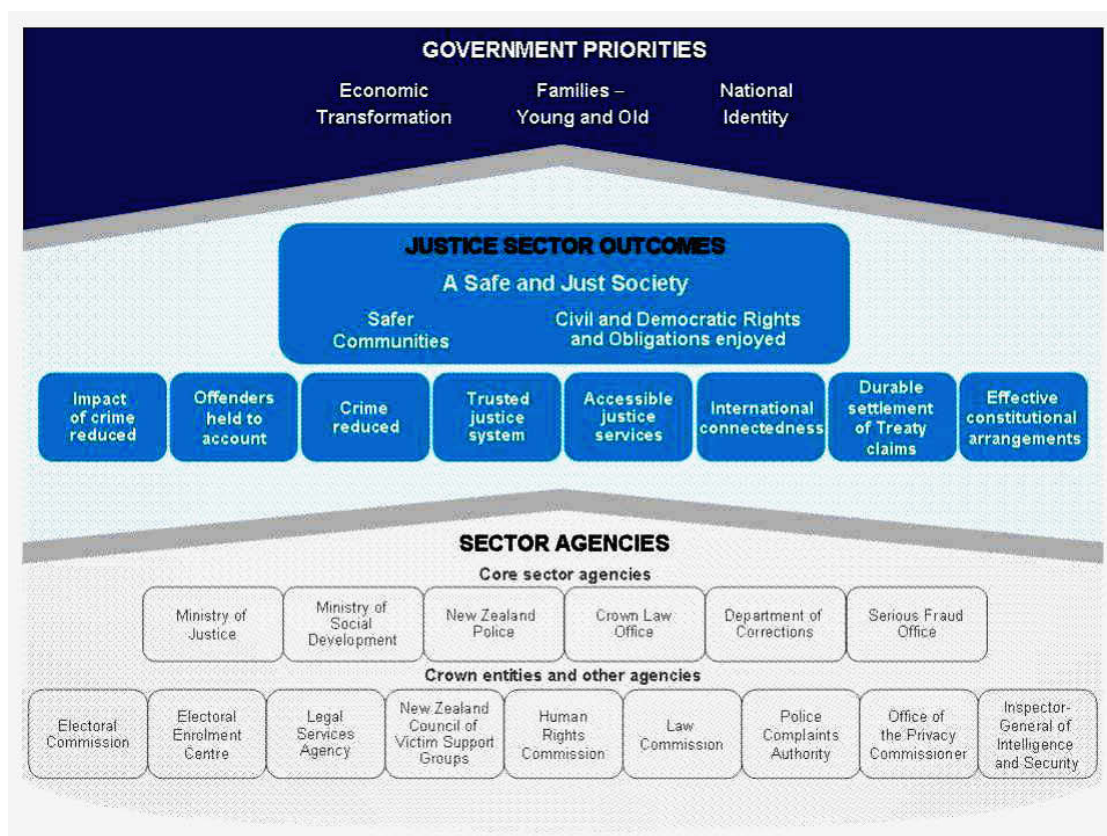 GOVERNMENT PRIORITIES
Economic
Transformation
Families –
Young and Old
National
Identity
JUSTICE SECTOR OUTCOMES
A Safe and Just Society
Safer
Communities
Civil and Democratic Rights
and Obligations enjoyed
Impact
of crime
reduced
Offenders
held to
account
Crime
reduced
Trusted
justice
system
Accessible
justice
services
International
connectedness
Durable
settlement
of Treaty
claims
Effective
constitutional
arrangements
SECTOR AGENCIES
Core sector agencies
Ministry of
Justice
Ministry of
Social
Development
New Zealand
Police
Crown Law
Office
Department of
Corrections
Serious Fraud
Office
Crown entities and other agencies
Electoral
Commission
Electoral
Enrolment
Centre
Legal
Services
Agency
New Zealand
Council of
Victim Support
Groups
Human
Rights
Commission
Law
Commission
Police
Complaints
Authority
Office of
the Privacy
Commissioner
Inspector-
General of
Intelligence
and Security